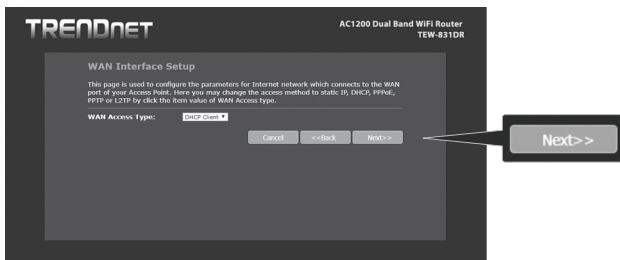 TRENDNET
AC1200 Dual Band WiFi Router
TEW-831DR
WAN Interface Setup
This page is used to configure the parameters for Internet network which connects to the WAN
port of your Access Point. Here you may change the access method to static IP, DHCP, PPPoE,
PPTP or L2TP by click the item value of WAN Access type.
WAN Access Type: DHCP Client
Cancel <<Back Next>>
Next>>